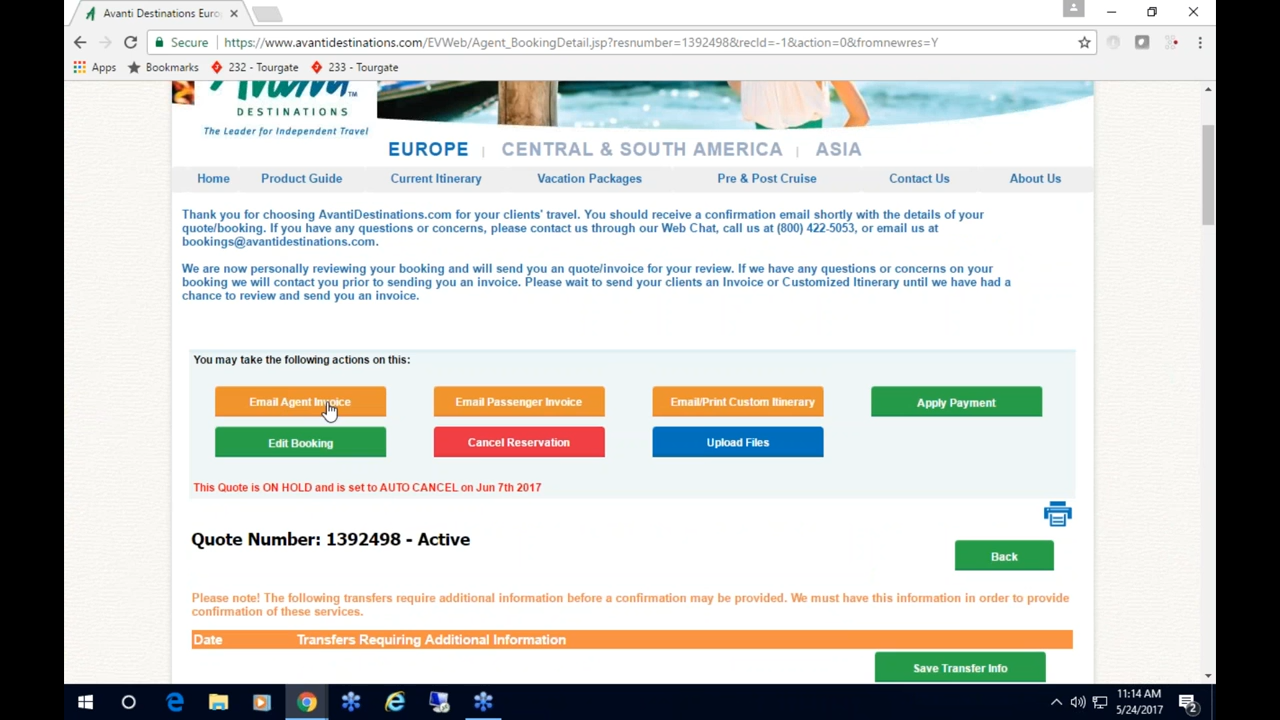 Avanti Destinations Euro
Secure
https://www.avantidestinations.com/EVWeb/Agent_BookingDetail.jsp?resnumber=1392498&recId=-1&action=0&fromnewres=Y
Apps
Bookmarks
232 - Tourgate
233 - Tourgate
Avanti TM
DESTINATIONS
The Leader for Independent Travel
EUROPE | CENTRAL & SOUTH AMERICA | ASIA
Home
Product Guide
Current Itinerary
Vacation Packages
Pre & Post Cruise
Contact Us
About Us
Thank you for choosing AvantiDestinations.com for your clients' travel. You should receive a confirmation email shortly with the details of your
quote/booking. If you have any questions or concerns, please contact us through our Web Chat, call us at (800) 422-5053, or email us at
bookings@avantidestinations.com.
We are now personally reviewing your booking and will send you an quote/invoice for your review. If we have any questions or concerns on your
booking we will contact you prior to sending you an invoice. Please wait to send your clients an Invoice or Customized Itinerary until we have had a
chance to review and send you an invoice.
You may take the following actions on this:
Email Agent Invoice
Email Passenger Invoice
Email/Print Custom Itinerary
Apply Payment
Edit Booking
Cancel Reservation
Upload Files
This Quote is ON HOLD and is set to AUTO CANCEL on Jun 7th 2017
Quote Number: 1392498 - Active
Back
Please note! The following transfers require additional information before a confirmation may be provided. We must have this information in order to provide
confirmation of these services.
Date
Transfers Requiring Additional Information
Save Transfer Info
11:14 AM
5/24/2017
2